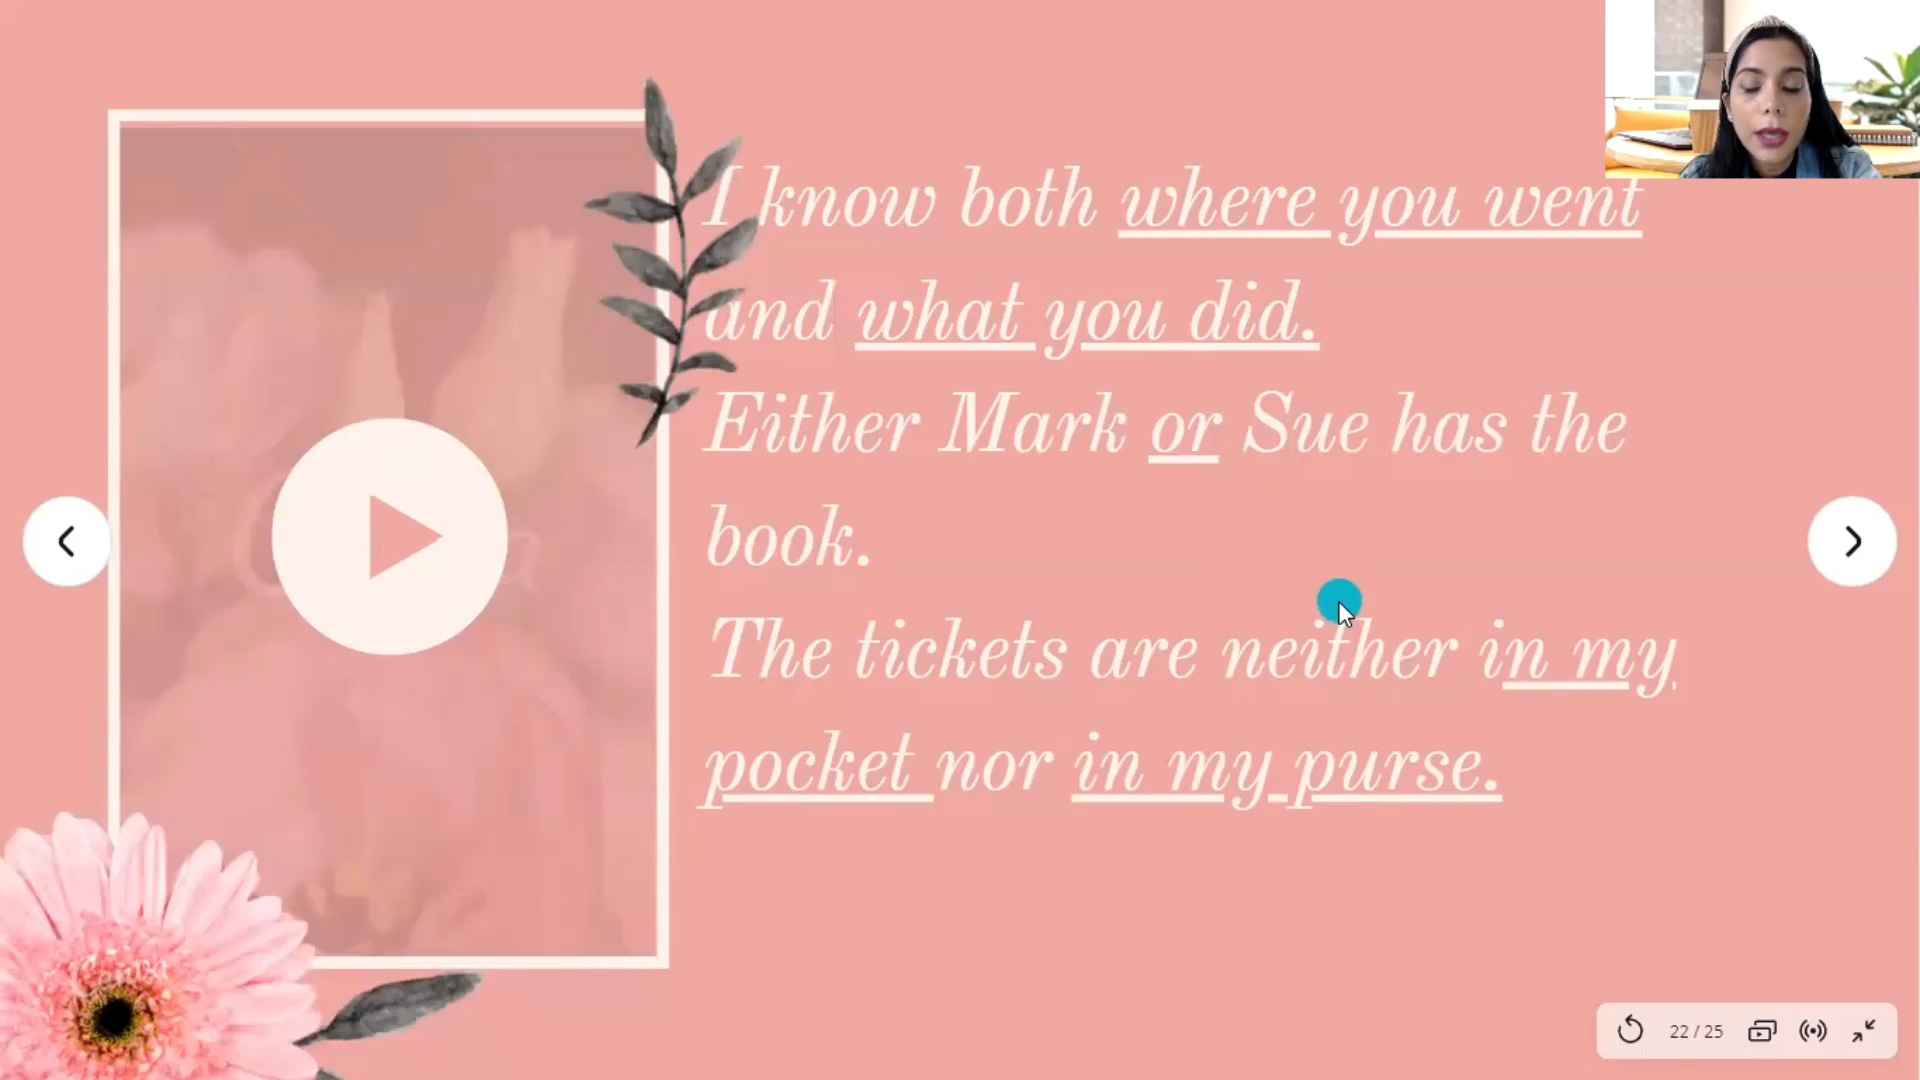 I know both where you went
and what you did.
Either Mark or Sue has the
book.
The tickets are neither in my
pocket nor in my purse.
22 / 25